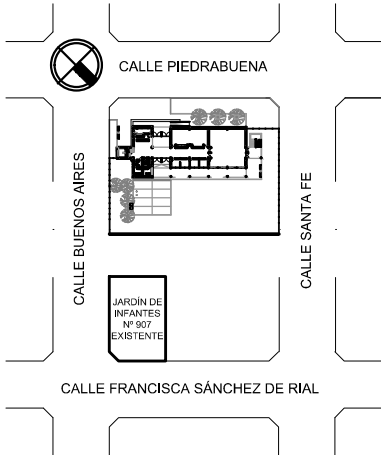 CALLE PIEDRABUENA
CALLE BUENOS AIRES
CALLE SANTA FE
JARDÍN DE
INFANTES
Nº 907
EXISTENTE
CALLE FRANCISCA SÁNCHEZ DE RIAL